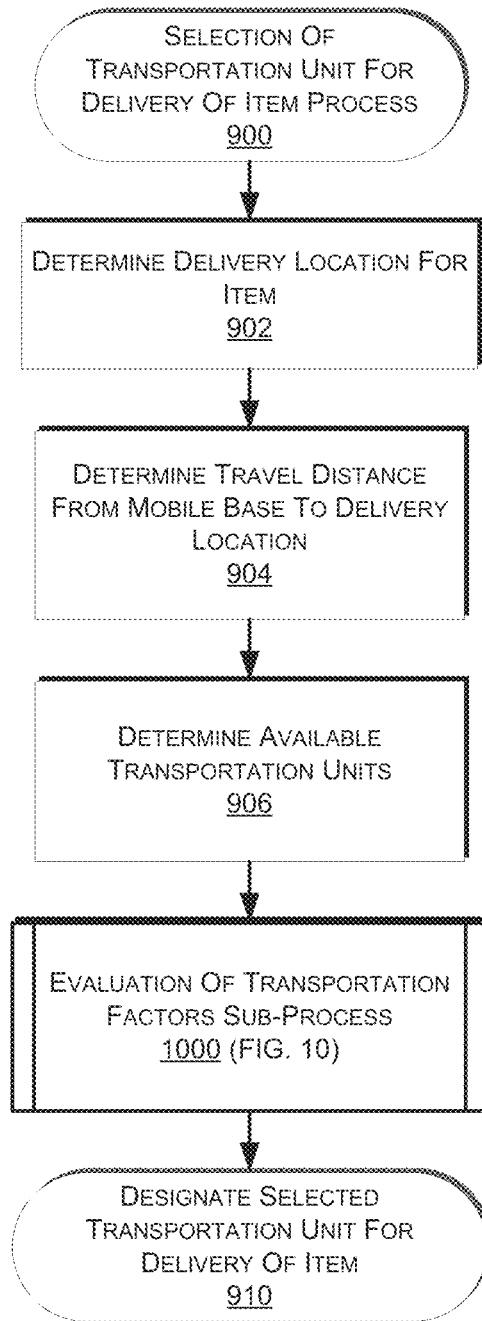 SELECTION OF
TRANSPORTATION UNIT FOR
DELIVERY OF ITEM PROCESS
900
DETERMINE DELIVERY LOCATION FOR
ITEM
902
DETERMINE TRAVEL DISTANCE
FROM MOBILE BASE TO DELIVERY
LOCATION
904
DETERMINE AVAILABLE
TRANSPORTATION UNITS
906
EVALUATION OF TRANSPORTATION
FACTORS SUB-PROCESS
1000 (FIG. 10)
DESIGNATE SELECTED
TRANSPORTATION UNIT FOR
DELIVERY OF ITEM
910